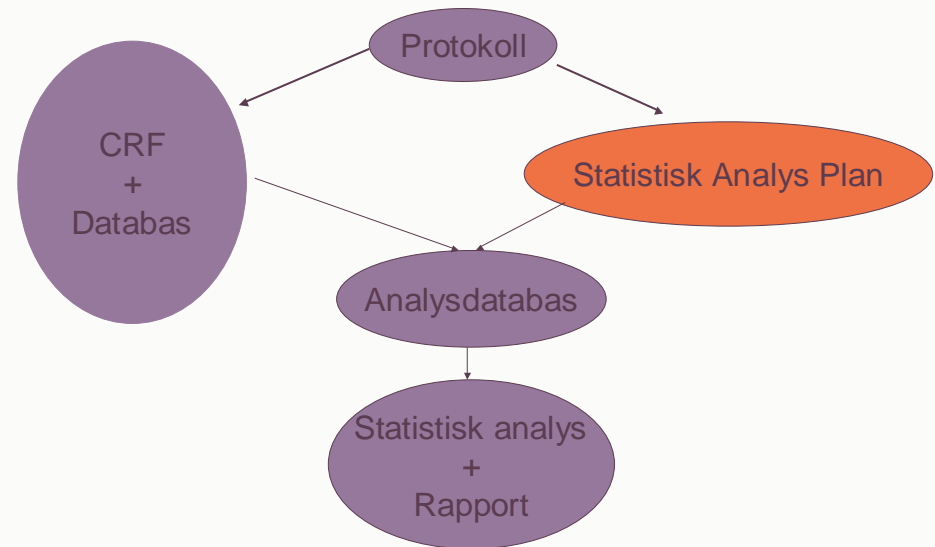 Protokoll
CRF
+
Databas
Statistisk Analys Plan
Analysdatabas
Statistisk analys
+
Rapport